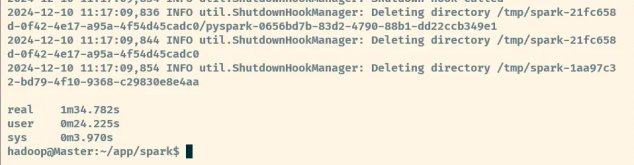 2024-12-10 11:17:09,836 INFO util.ShutdownHookManager: Deleting directory /tmp/spark-21fc658
d-0f42-4e17-a95a-4f54d45cadc0/pyspark-0656bd7b-83d2-4790-88b1-dd22ccb349e1
2024-12-10 11:17:09,844 INFO util.ShutdownHookManager: Deleting directory /tmp/spark-21fc658
d-0f42-4e17-a95a-4f54d45cadc0
2024-12-10 11:17:09,854 INFO util.ShutdownHookManager: Deleting directory /tmp/spark-1aa97c3
2-bd79-4f10-9368-c29830e8e4aa
real 1m34.782s
user 0m24.225s
sys 0m3.970s
hadoop@Master:~/app/spark$